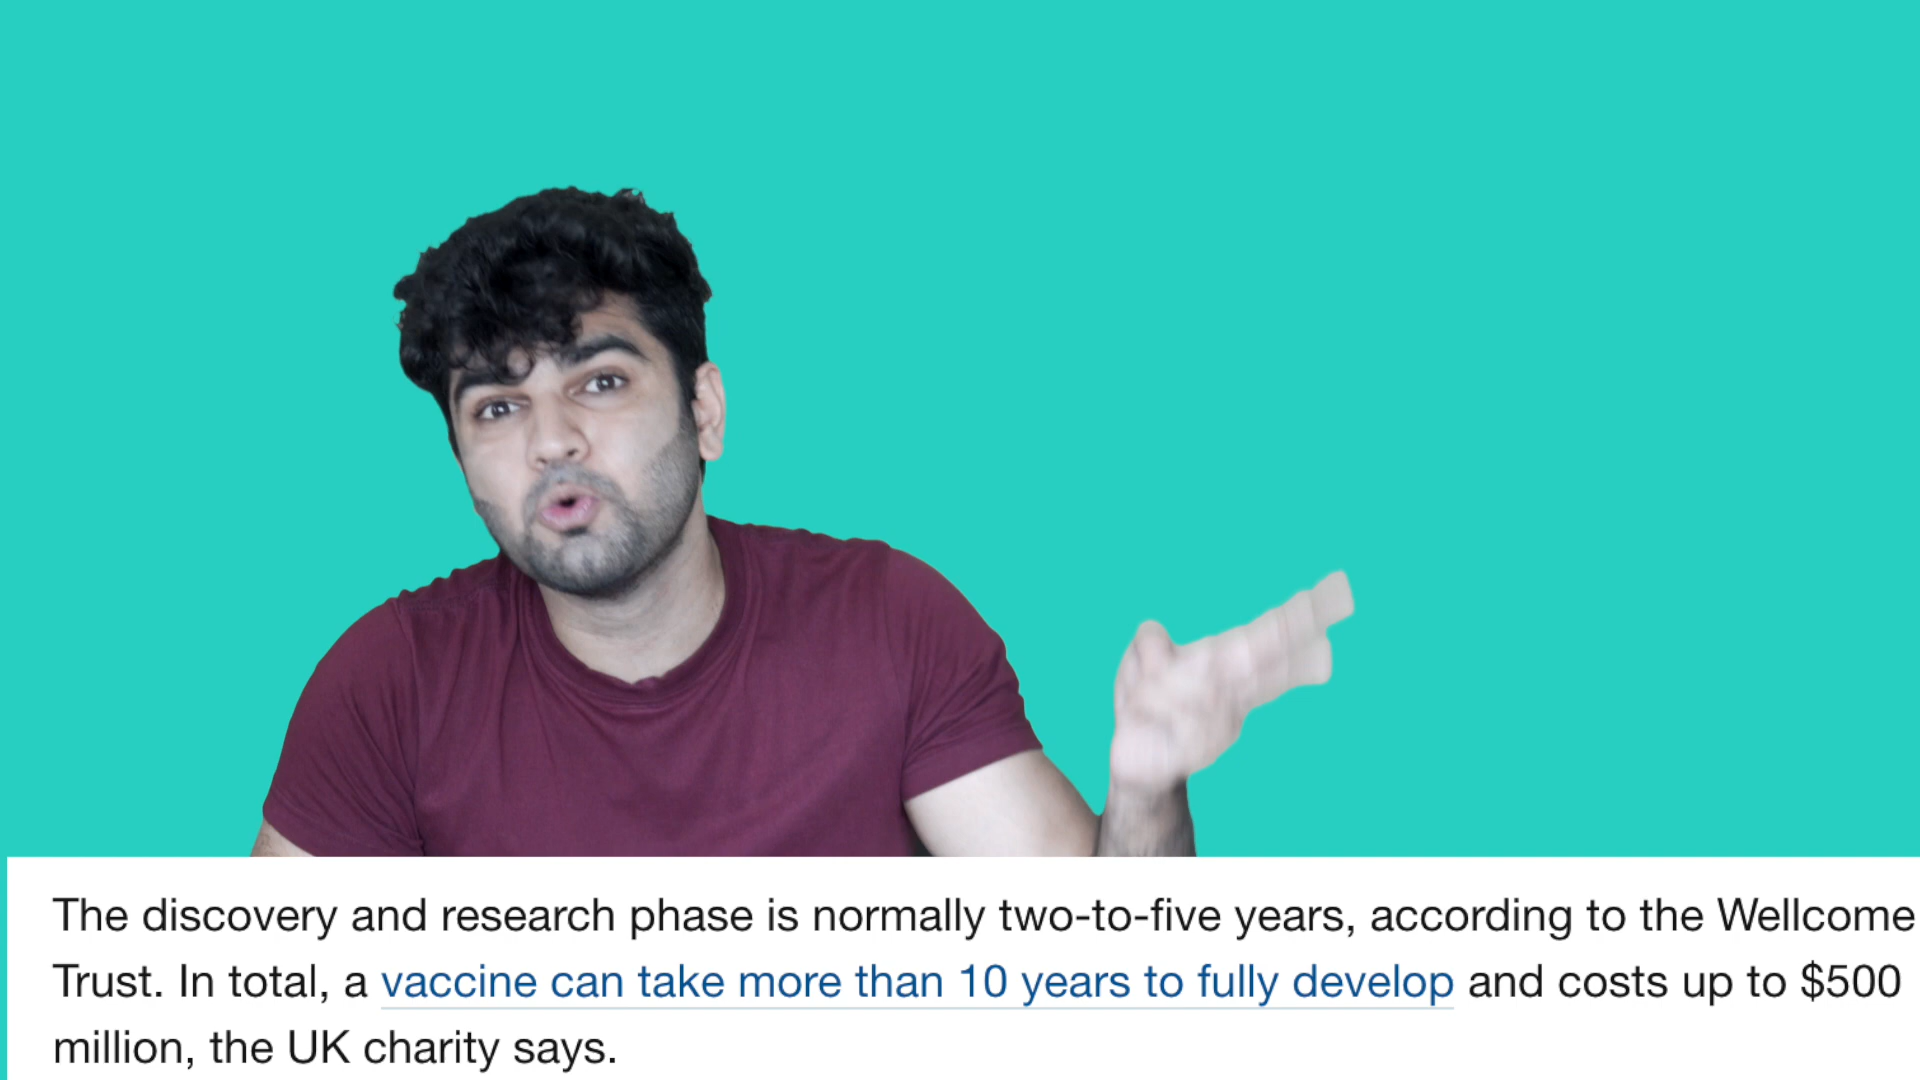 The discovery and research phase is normally two-to-five years, according to the Wellcome
Trust. In total, a vaccine can take more than 10 years to fully develop and costs up to $500
million, the UK charity says.